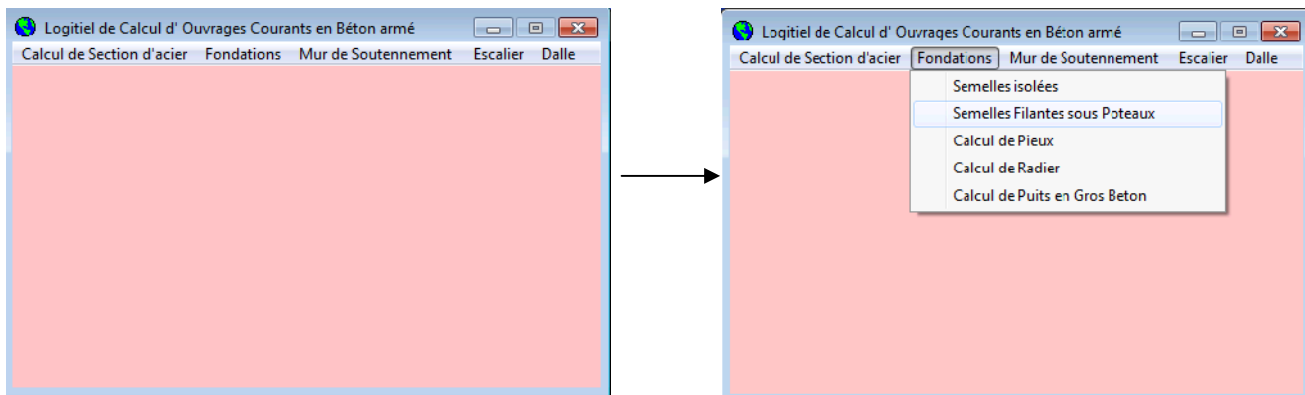 Logitiel de Calcul d' Ouvrages Courants en Béton armé
Calcul de Section d'acier Fondations Mur de Soutennement Escalier Dalle
Logitiel de Calcul d' Ouvrages Courants en Béton armé
Calcul de Section d'acier Fondations Mur de Soutennement Escalier Dalle
Semelles isolées
Semelles Filantes sous Poteaux
Calcul de Pieux
Calcul de Radier
Calcul de Puits en Gros Beton